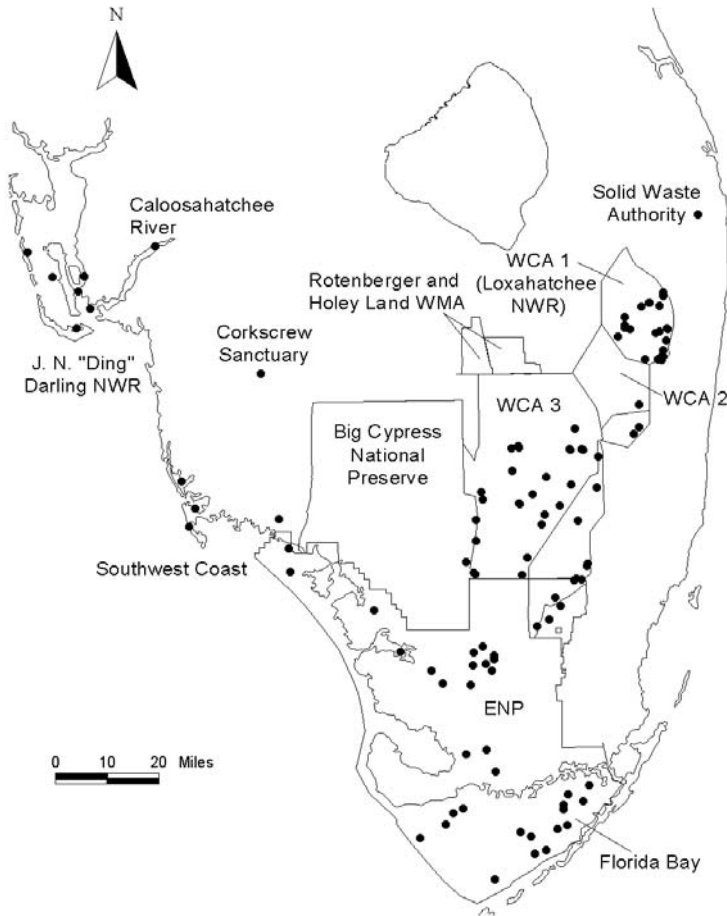 N
Caloosahatchee
River
Solid Waste
Authority
WCA 1
(Loxahatchee
NWR)
Rotenberger and
Holey Land WMA
Corkscrew
Sanctuary
J. N. "Ding"
Darling NWR
WCA 2
WCA 3
Big Cypress
National
Preserve
Southwest Coast
ENP
0 10 20 Miles
Florida Bay